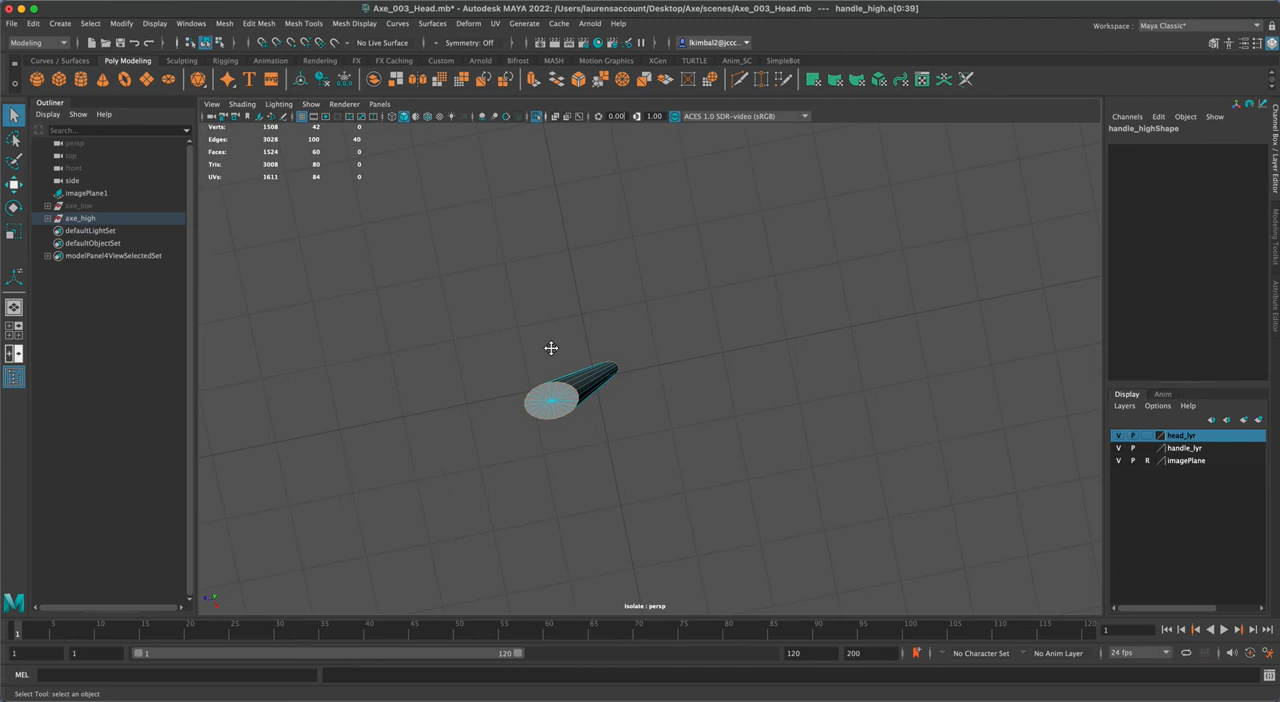 Axe_003_Head.mb* - Autodesk MAYA 2022: /Users/laurensaccount/Desktop/Axe/scenes/Axe_003_Head.mb --- handle_high.e[0:39]
File Edit Create Select Modify Display Windows Mesh Edit Mesh Mesh Tools Mesh Display Curves Surfaces Deform UV Generate Cache Arnold Help
Workspace : Maya Classic*
Modeling No Live Surface Symmetry: Off lkimbal2@jccc...
Curves / Surfaces Poly Modeling Sculpting Rigging Animation Rendering FX FX Caching Custom Arnold Bifrost MASH Motion Graphics XGen TURTLE Anim_SC SimpleBot
Outliner
Display Show Help
Search...
persp
top
front
side
imagePlane1
axe_low
axe_high
defaultLightSet
defaultObjectSet
modelPanel4ViewSelectedSet
View Shading Lighting Show Renderer Panels
0.00 1.00 ACES 1.0 SDR-video (sRGB)
Verts: 1508 42 0
Edges: 3028 100 40
Faces: 1524 60 0
Tris: 3008 80 0
UVs: 1611 84 0
Isolate : persp
Channels Edit Object Show
handle_highShape
Channel Box / Layer Editor
Modeling Toolkit
Attribute Editor
Display Anim
Layers Options Help
V P head_lyr
V P handle_lyr
V P R imagePlane
1 5 10 15 20 25 30 35 40 45 50 55 60 65 70 75 80 85 90 95 100 105 110 115 120
1
1 1 1 120 120 200 No Character Set No Anim Layer 24 fps
MEL
Select Tool: select an object